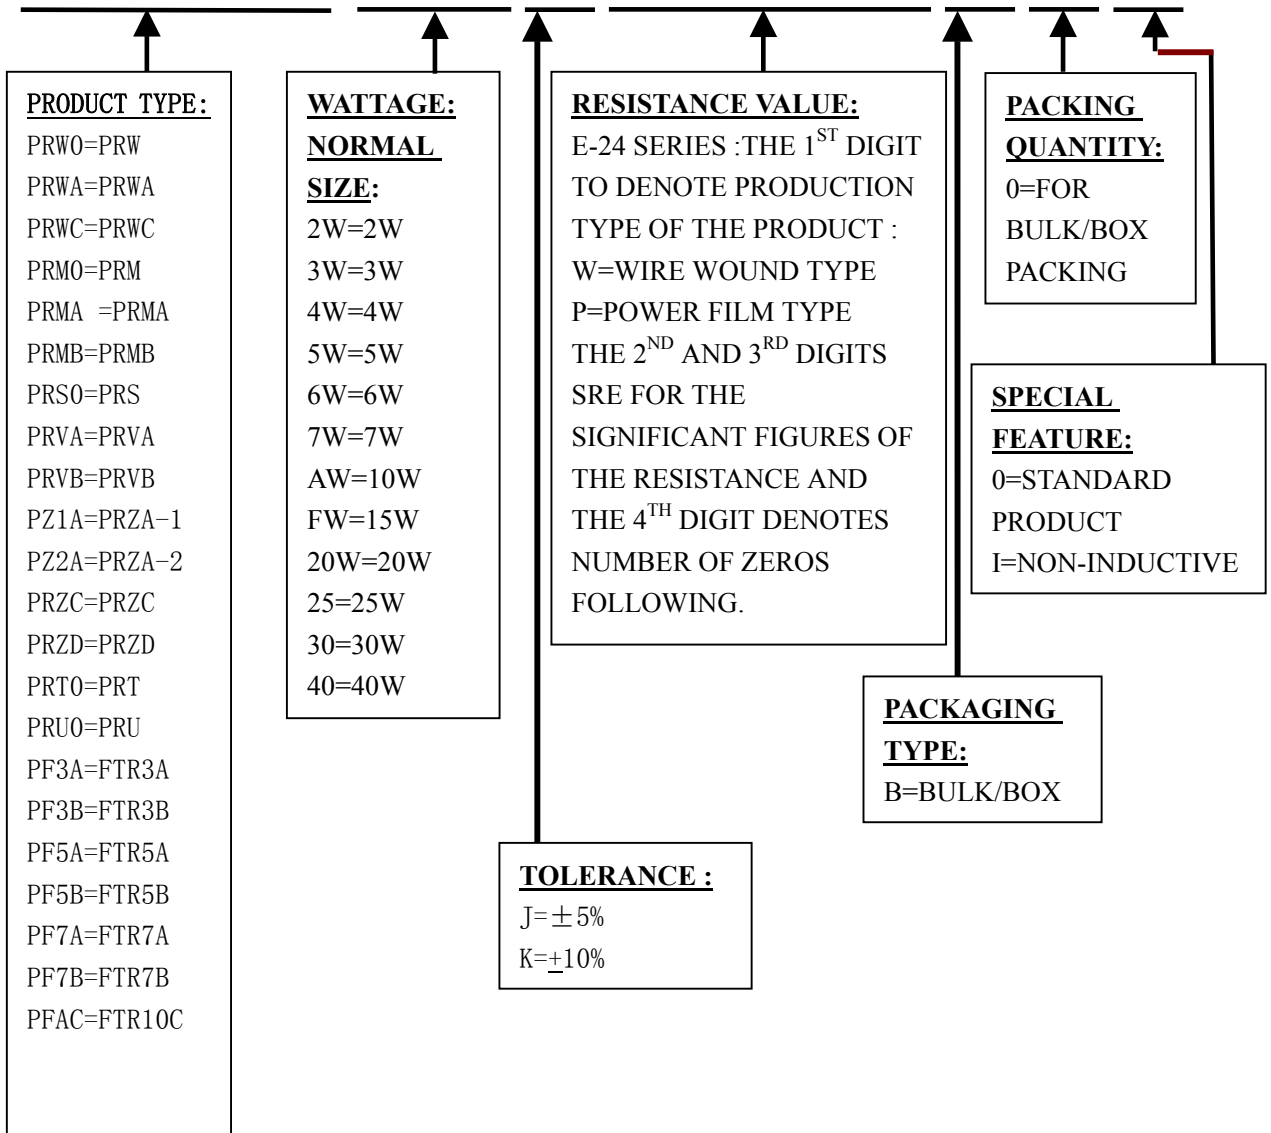 PRODUCT TYPE:
PRW0=PRW
PRWA=PRWA
PRWC=PRWC
PRM0=PRM
PRMA =PRMA
PRMB=PRMB
PRS0=PRS
PRVA=PRVA
PRVB=PRVB
PZ1A=PRZA-1
PZ2A=PRZA-2
PRZC=PRZC
PRZD=PRZD
PRT0=PRT
PRU0=PRU
PF3A=FTR3A
PF3B=FTR3B
PF5A=FTR5A
PF5B=FTR5B
PF7A=FTR7A
PF7B=FTR7B
PFAC=FTR10C
WATTAGE:
NORMAL
SIZE:
2W=2W
3W=3W
4W=4W
5W=5W
6W=6W
7W=7W
AW=10W
FW=15W
20W=20W
25=25W
30=30W
40=40W
TOLERANCE :
J=±5%
K=±10%
RESISTANCE VALUE:
E-24 SERIES :THE 1ST DIGIT
TO DENOTE PRODUCTION
TYPE OF THE PRODUCT :
W=WIRE WOUND TYPE
P=POWER FILM TYPE
THE 2ND AND 3RD DIGITS
SRE FOR THE
SIGNIFICANT FIGURES OF
THE RESISTANCE AND
THE 4TH DIGIT DENOTES
NUMBER OF ZEROS
FOLLOWING.
PACKAGING
TYPE:
B=BULK/BOX
PACKING
QUANTITY:
0=FOR
BULK/BOX
PACKING
SPECIAL
FEATURE:
0=STANDARD
PRODUCT
I=NON-INDUCTIVE